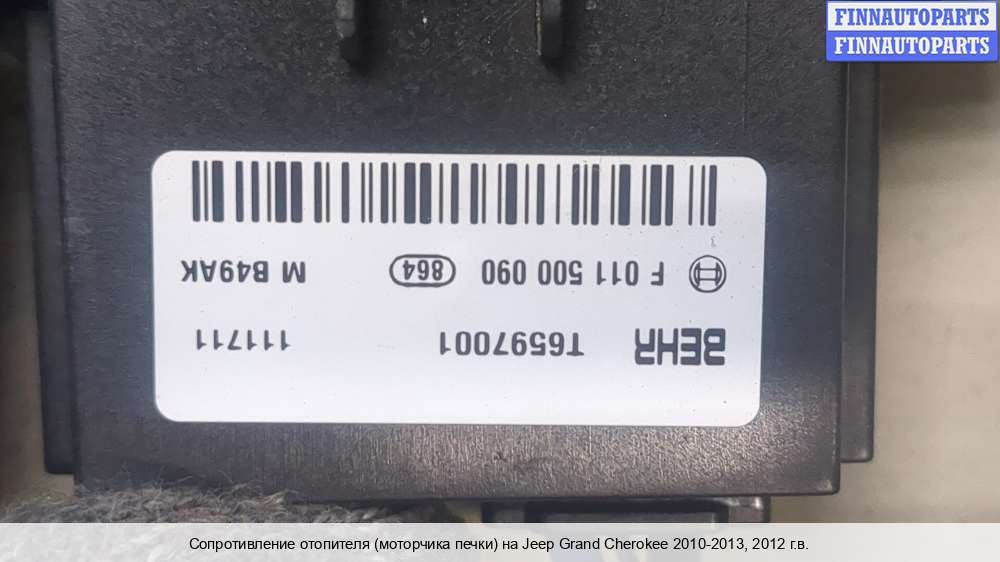 FINNAUTOPARTS
FINNAUTOPARTS
BEHR T6597001 111711
F 011 500 090 864 M B49AK
Сопротивление отопителя (моторчика печки) на Jeep Grand Cherokee 2010-2013, 2012 г.в.